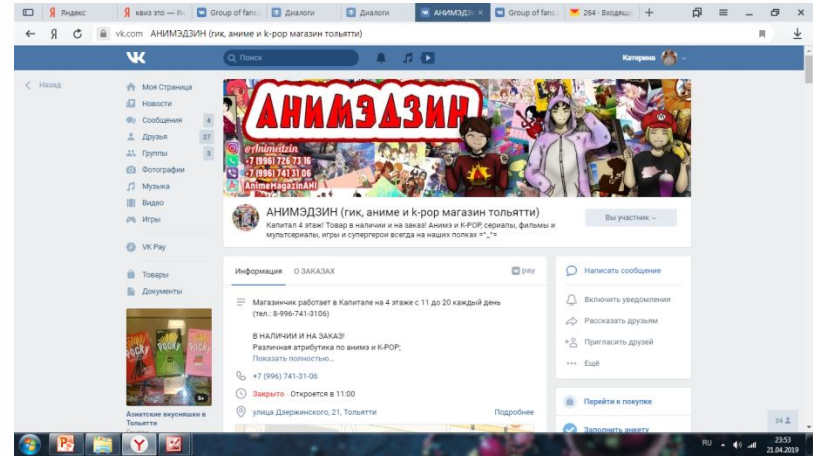 Яндекс
квиз это — Ян
Group of fans
Диалоги
Диалоги
АНИМЭДЗ
Group of fans
264 - Входящи
vk.com АНИМЭДЗИН (гик, аниме и k-pop магазин тольятти)
Поиск
Катерина
Назад
Моя Страница
Новости
Сообщения 4
Друзья 27
Группы 3
Фотографии
Музыка
Видео
Игры
VK Pay
Товары
Документы
POCKY
Азиатские вкусняшки в
Тольятти
АНИМЭДЗИН
@Animedzin
+7 (996) 726 73 16
+7 (996) 741 31 06
AnimeMagazinANI
АНИМЭДЗИН (гик, аниме и k-pop магазин тольятти)
Капитал 4 этаж! Товар в наличии и на заказ! Анимэ и K-POP, сериалы, фильмы и
мультсериалы, игры и супергерои всегда на наших полках =^_^=
Вы участник
Информация О ЗАКАЗАХ
pay
Магазинчик работает в Капитале на 4 этаже с 11 до 20 каждый день
(тел.: 8-996-741-3106)
В НАЛИЧИИ И НА ЗАКАЗ!
Различная атрибутика по анимэ и K-POP;
Показать полностью…
+7 (996) 741-31-06
Закрыто · Откроется в 11:00
улица Дзержинского, 21, Тольятти
Подробнее
Написать сообщение
Включить уведомления
Рассказать друзьям
Пригласить друзей
Ещё
Перейти к покупке
Заполнить анкету
24
RU
23:53
21.04.2019